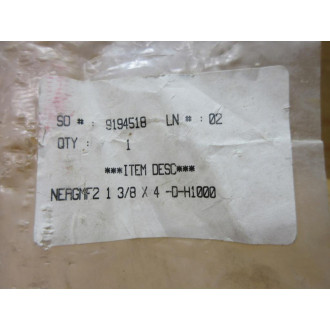 SO # : 9194518 LN # : 02
QTY : 1
***ITEM DESC***
NERGMF2 1 3/8 X 4 -D-H1000